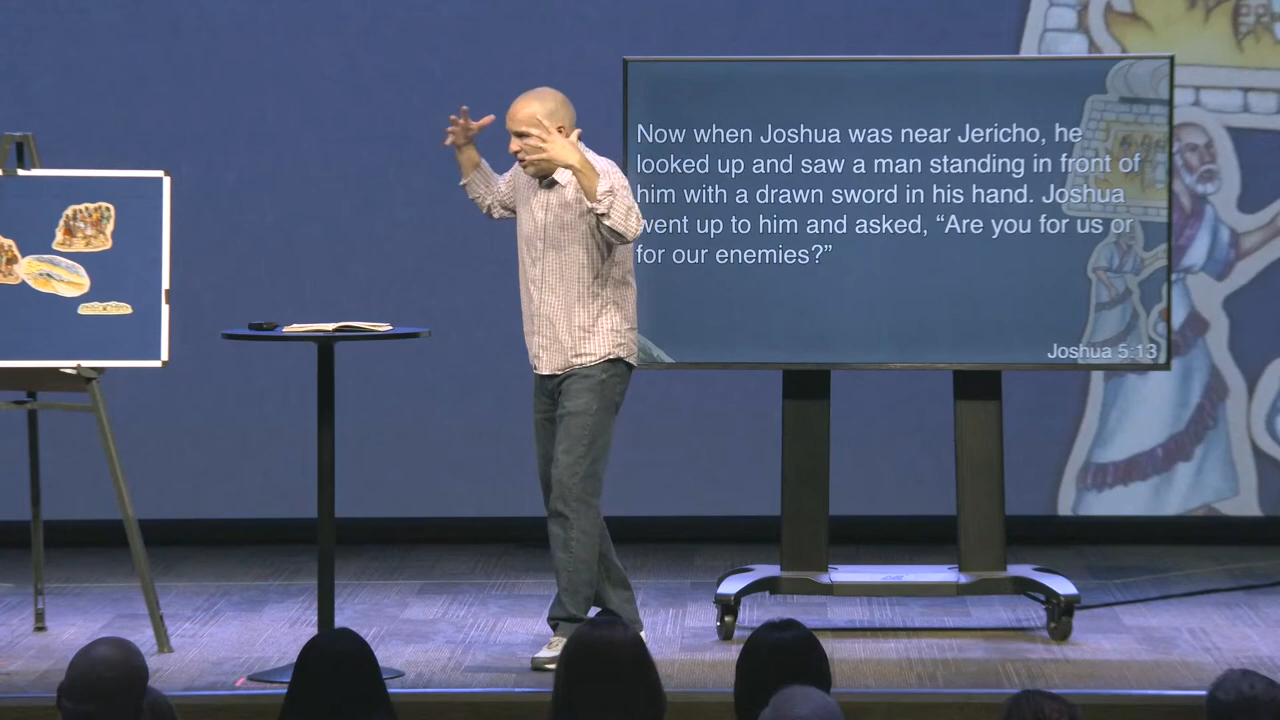 Now when Joshua was near Jericho, he
looked up and saw a man standing in front of
him with a drawn sword in his hand. Joshua
went up to him and asked, “Are you for us or
for our enemies?”
Joshua 5:13